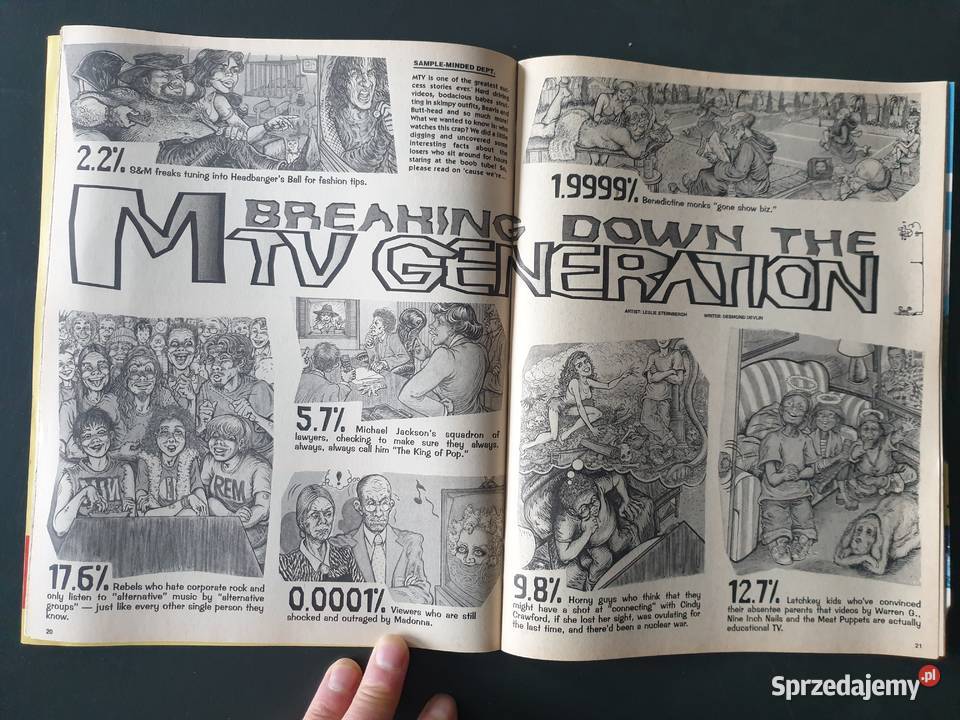 SAMPLE-MINDED DEPT.
MTV is one of the greatest suc-
cess stories ever. Hard driving
videos, bodacious babes strut-
ting in skimpy outfits, Beavis and
Butt-head and so much more!
What we wanted to know is who
watches this crap? We did a little
digging and uncovered some
interesting facts about the
losers who sit around for hours
staring at the boob tube! So,
please read on 'cause we're...
2.2% S&M freaks tuning into Headbanger's Ball for fashion tips.
1.9999% Benedictine monks "gone show biz."
BREAKING DOWN THE
MTV GENERATION
ARTIST: LESLIE STERNBERGH WRITER: DESMOND DEVLIN
5.7% Michael Jackson's squadron of
lawyers, checking to make sure they always,
always, always call him "The King of Pop."
REM
17.6% Rebels who hate corporate rock and
only listen to "alternative" music by "alternative
groups" — just like every other single person they
know.
0.0001% Viewers who are still
shocked and outraged by Madonna.
9.8% Horny guys who think that they
might have a shot at "connecting" with Cindy
Crawford, if she lost her sight, was ovulating for
the last time, and there'd been a nuclear war.
12.7% Latchkey kids who've convinced
their absentee parents that videos by Warren G.,
Nine Inch Nails and the Meat Puppets are actually
educational TV.
20
21
Sprzedajemy.pl